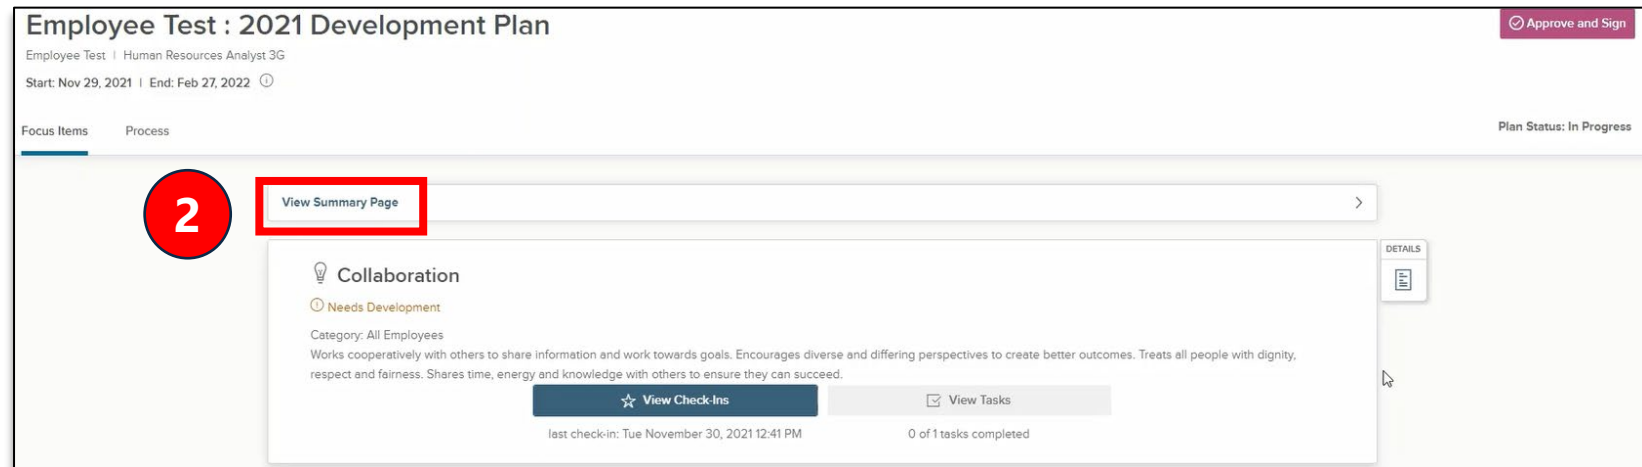 Employee Test : 2021 Development Plan
Approve and Sign
Employee Test | Human Resources Analyst 3G
Start: Nov 29, 2021 | End: Feb 27, 2022
Focus Items
Process
Plan Status: In Progress
2
View Summary Page
DETAILS
Collaboration
Needs Development
Category: All Employees
Works cooperatively with others to share information and work towards goals. Encourages diverse and differing perspectives to create better outcomes. Treats all people with dignity,
respect and fairness. Shares time, energy and knowledge with others to ensure they can succeed.
View Check-Ins
View Tasks
last check-in: Tue November 30, 2021 12:41 PM
0 of 1 tasks completed